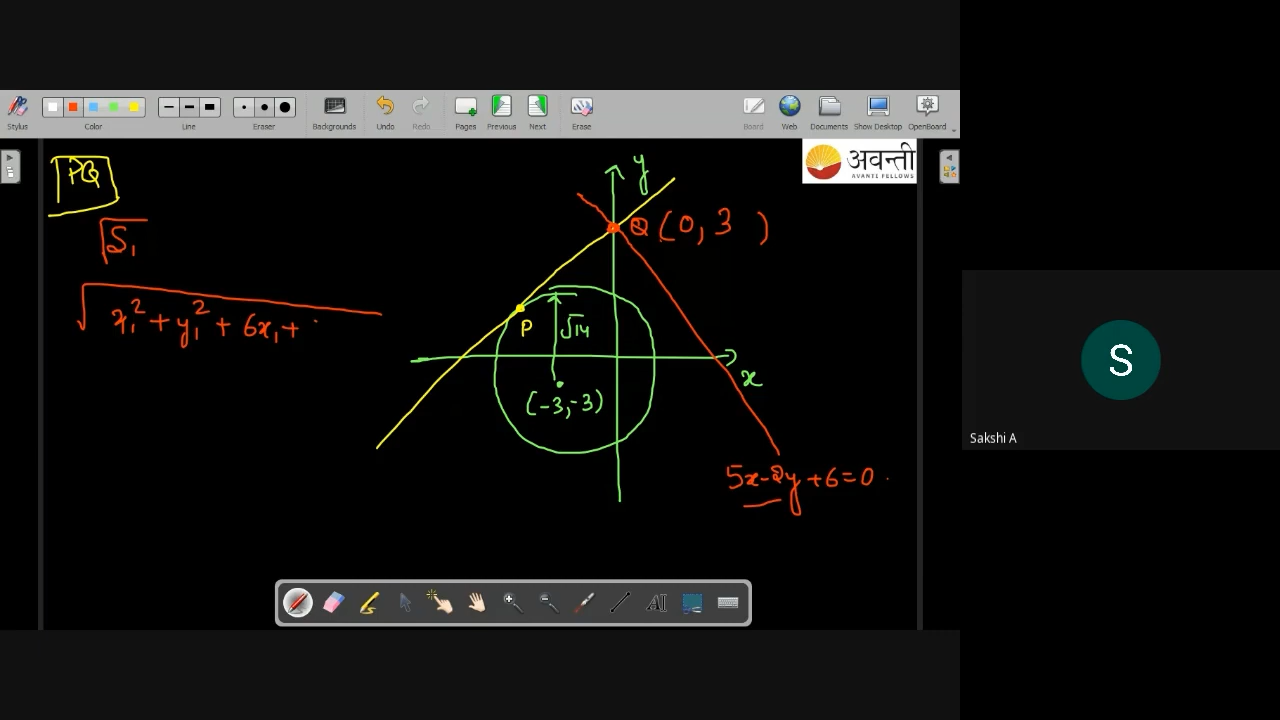 Stylus
Color
Line
Eraser
Backgrounds
Undo
Redo
Pages
Previous
Next
Erase
Board
Web
Documents
Show Desktop
OpenBoard
अवन्ती
AVANTI FELLOWS
PQ
√S₁
√x₁² + y₁² + 6x₁ +
y
Q (0, 3 )
P
√14
x
(-3,-3)
5x-2y+6=0
AI
S
Sakshi A